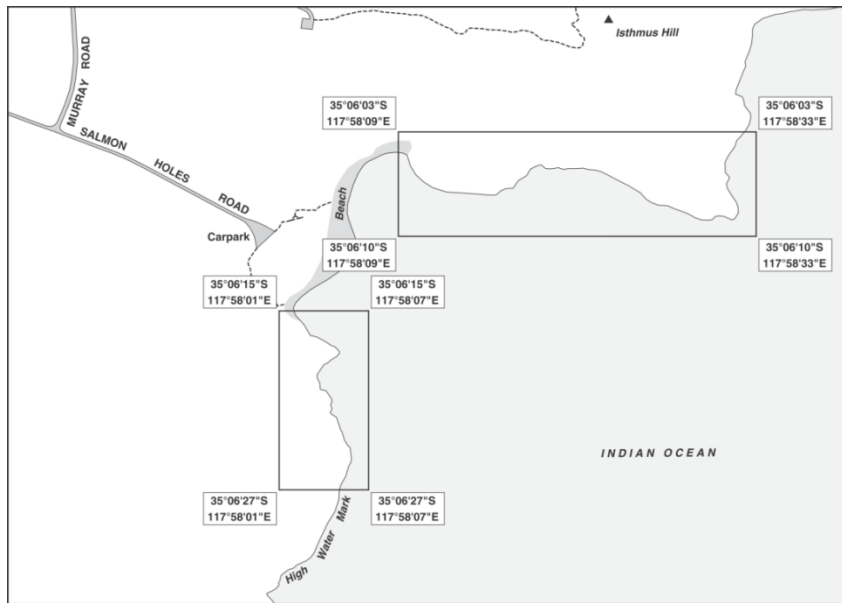 Isthmus Hill
MURRAY ROAD
SALMON HOLES ROAD
Carpark
Beach
35°06'03"S
117°58'09"E
35°06'03"S
117°58'33"E
35°06'10"S
117°58'09"E
35°06'10"S
117°58'33"E
35°06'15"S
117°58'01"E
35°06'15"S
117°58'07"E
INDIAN OCEAN
35°06'27"S
117°58'01"E
35°06'27"S
117°58'07"E
High Water Mark